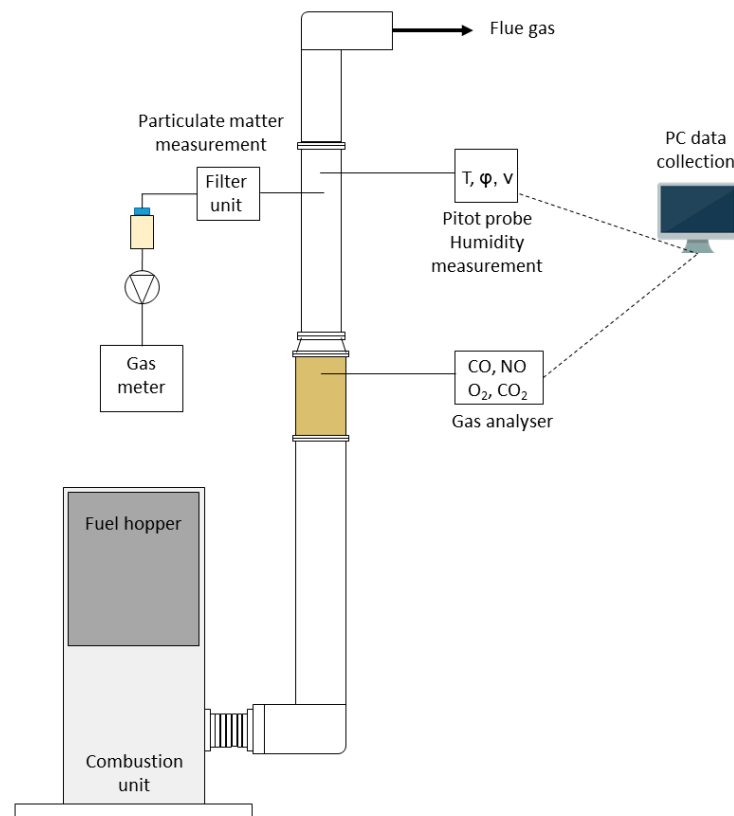 Flue gas
Particulate matter
measurement
PC data
collection
Filter
unit
T, φ, v
Pitot probe
Humidity
measurement
Gas
meter
CO, NO
O₂, CO₂
Gas analyser
Fuel hopper
Combustion
unit